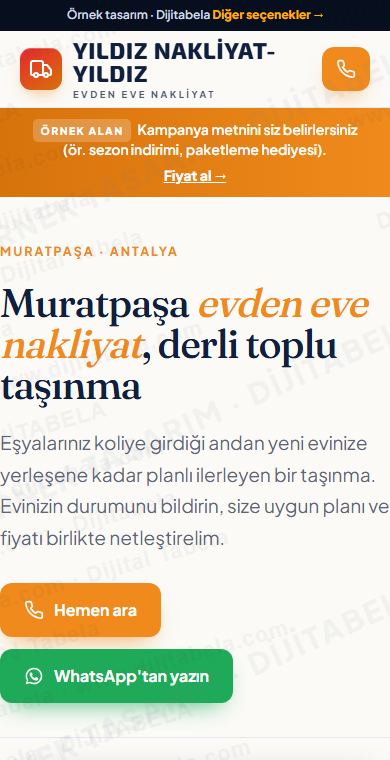 Örnek tasarım · Dijitabela Diğer seçenekler →
YILDIZ NAKLİYAT-
YILDIZ
EVDEN EVE NAKLİYAT
ÖRNEK ALAN Kampanya metnini siz belirlersiniz
(ör. sezon indirimi, paketleme hediyesi).
Fiyat al →
MURATPAŞA · ANTALYA
Muratpaşa evden eve
nakliyat, derli toplu
taşınma
Eşyalarınız koliye girdiği andan yeni evinize
yerleşene kadar planlı ilerleyen bir taşınma.
Evinizin durumunu bildirin, size uygun planı ve
fiyatı birlikte netleştirelim.
Hemen ara
WhatsApp'tan yazın